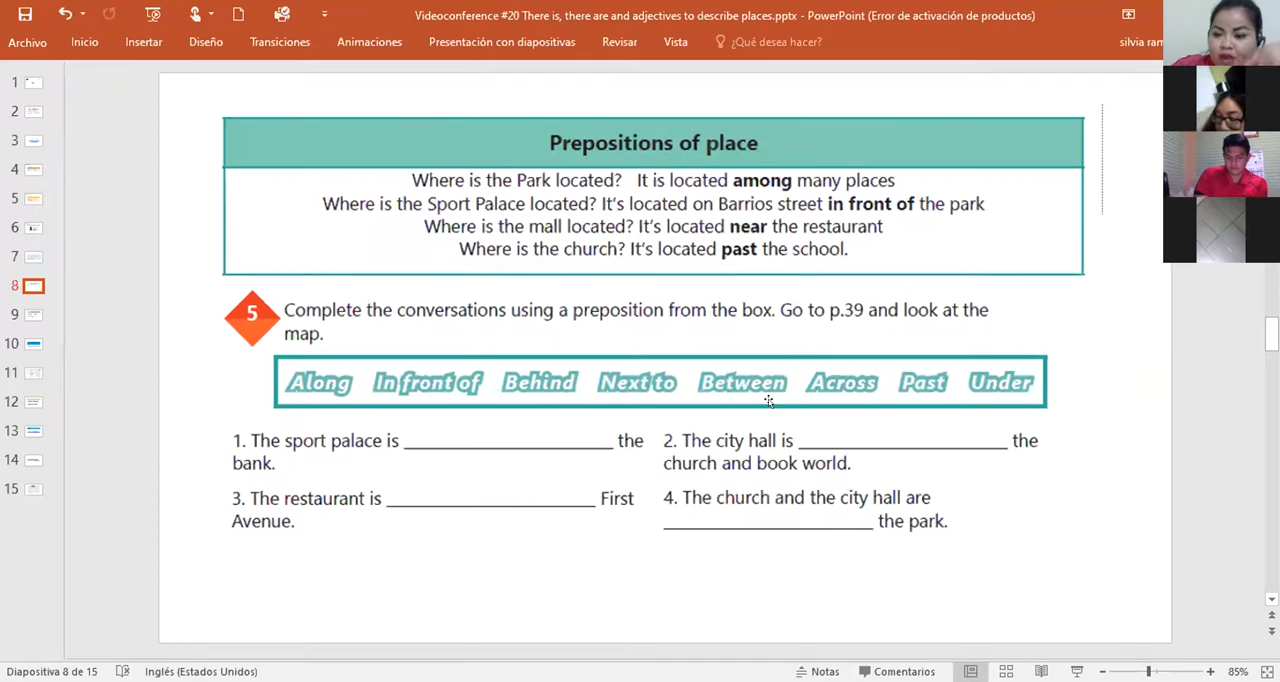 Videoconference #20 There is, there are and adjectives to describe places.pptx - PowerPoint (Error de activación de productos)
Archivo Inicio Insertar Diseño Transiciones Animaciones Presentación con diapositivas Revisar Vista ¿Qué desea hacer? silvia ram
1
2
3
4
5
6
7
8
9
10
11
12
13
14
15
Prepositions of place
Where is the Park located? It is located among many places
Where is the Sport Palace located? It's located on Barrios street in front of the park
Where is the mall located? It's located near the restaurant
Where is the church? It's located past the school.
5 Complete the conversations using a preposition from the box. Go to p.39 and look at the
map.
Along In front of Behind Next to Between Across Past Under
1. The sport palace is ____________________ the
bank.
2. The city hall is ____________________ the
church and book world.
3. The restaurant is ____________________ First
Avenue.
4. The church and the city hall are
____________________ the park.
Diapositiva 8 de 15 Inglés (Estados Unidos) Notas Comentarios 85%